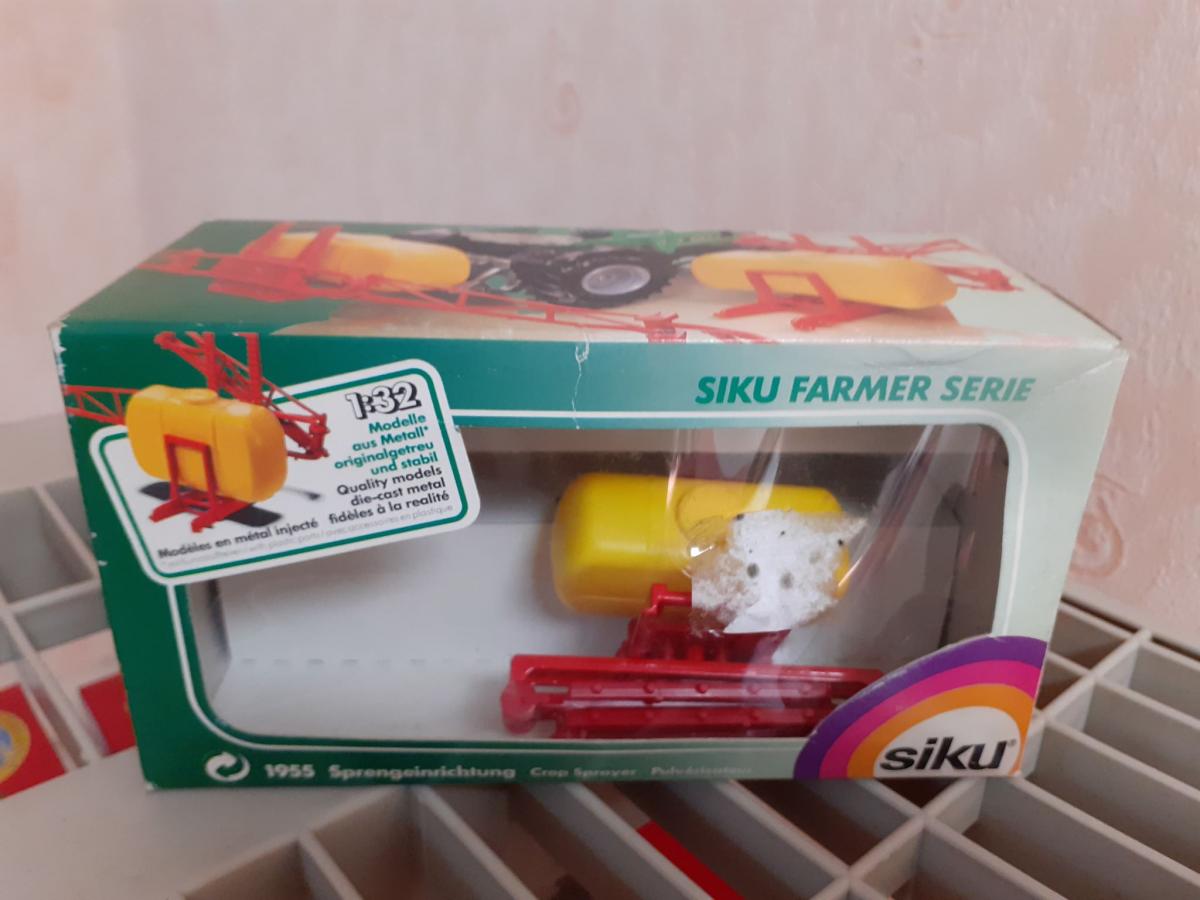 SIKU FARMER SERIE
1:32
Modelle
aus Metall*
originalgetreu
und stabil
Quality models
die-cast metal
Modèles en métal injecté fidèles à la réalité
siku®
1955 Sprengeinrichtung Crop Sprayer Pulvérisateur